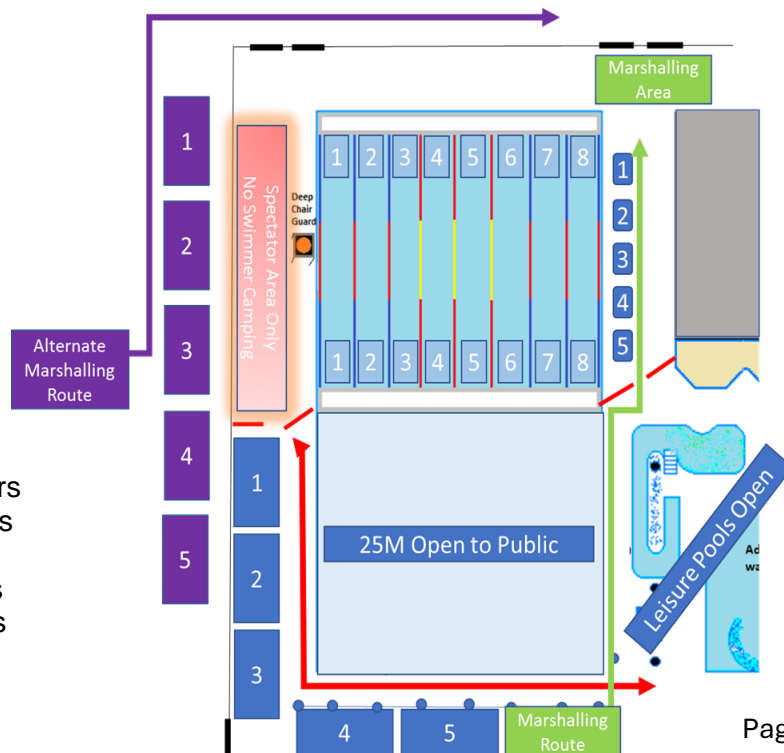 Marshalling
Area
1
2
3
4
5
Spectator Area Only
No Swimmer Camping
Deep
Chair
Guard
1 2 3 4 5 6 7 8
1
2
3
4
5
Alternate
Marshalling
Route
1 2 3 4 5 6 7 8
1
2
3
25M Open to Public
Leisure Pools Open
4
5
Marshalling
Route